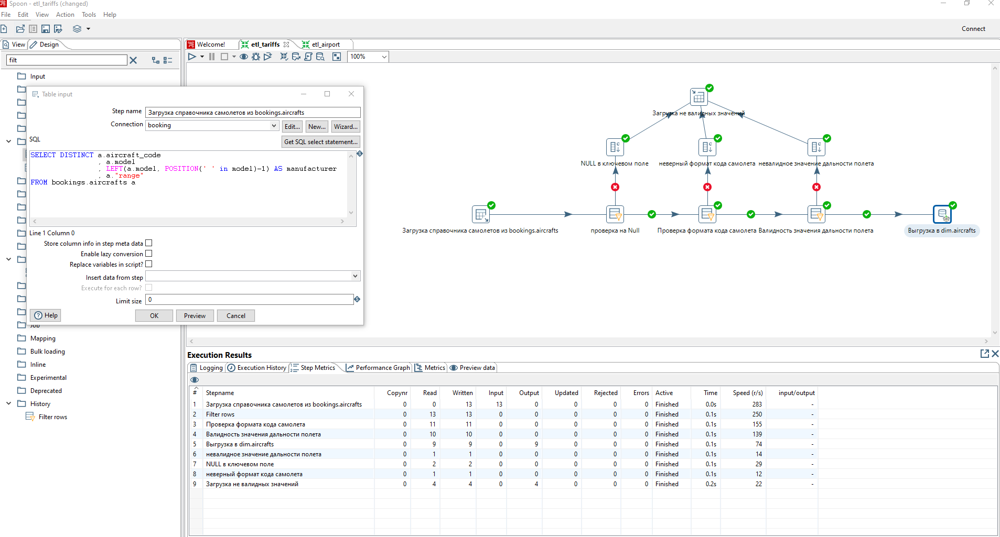 Spoon - etl_tariffs (changed)
File Edit View Action Tools Help
Connect
View Design
Welcome! etl_tariffs etl_airport
filt
100%
Input
Table input
Step name Загрузка справочника самолетов из bookings.aircrafts
Connection booking Edit... New... Wizard...
SQL
Get SQL select statement...
SELECT DISTINCT a.aircraft_code
, a.model
, LEFT(a.model, POSITION(' ' in model)-1) AS manufacturer
, a."range"
FROM bookings.aircrafts a
Line 1 Column 0
Store column info in step meta data
Enable lazy conversion
Replace variables in script?
Insert data from step
Execute for each row?
Limit size 0
Help OK Preview Cancel
Job
Mapping
Bulk loading
Inline
Experimental
Deprecated
History
Filter rows
Загрузка не валидных значений
NULL в ключевом поле неверный формат кода самолета невалидное значение дальности полета
Загрузка справочника самолетов из bookings.aircrafts проверка на Null Проверка формата кода самолета Валидность значения дальности полета Выгрузка в dim.aircrafts
Execution Results
Logging Execution History Step Metrics Performance Graph Metrics Preview data
# Stepname Copynr Read Written Input Output Updated Rejected Errors Active Time Speed (r/s) input/output
1 Загрузка справочника самолетов из bookings.aircrafts 0 0 13 13 0 0 0 0 Finished 0.0s 283 -
2 Filter rows 0 13 13 0 0 0 0 0 Finished 0.1s 250 -
3 Проверка формата кода самолета 0 11 11 0 0 0 0 0 Finished 0.1s 155 -
4 Валидность значения дальности полета 0 10 10 0 0 0 0 0 Finished 0.1s 139 -
5 Выгрузка в dim.aircrafts 0 9 9 0 9 0 0 0 Finished 0.1s 74 -
6 невалидное значение дальности полета 0 1 1 0 0 0 0 0 Finished 0.1s 14 -
7 NULL в ключевом поле 0 2 2 0 0 0 0 0 Finished 0.1s 29 -
8 неверный формат кода самолета 0 1 1 0 0 0 0 0 Finished 0.1s 12 -
9 Загрузка не валидных значений 0 4 4 0 4 0 0 0 Finished 0.2s 22 -